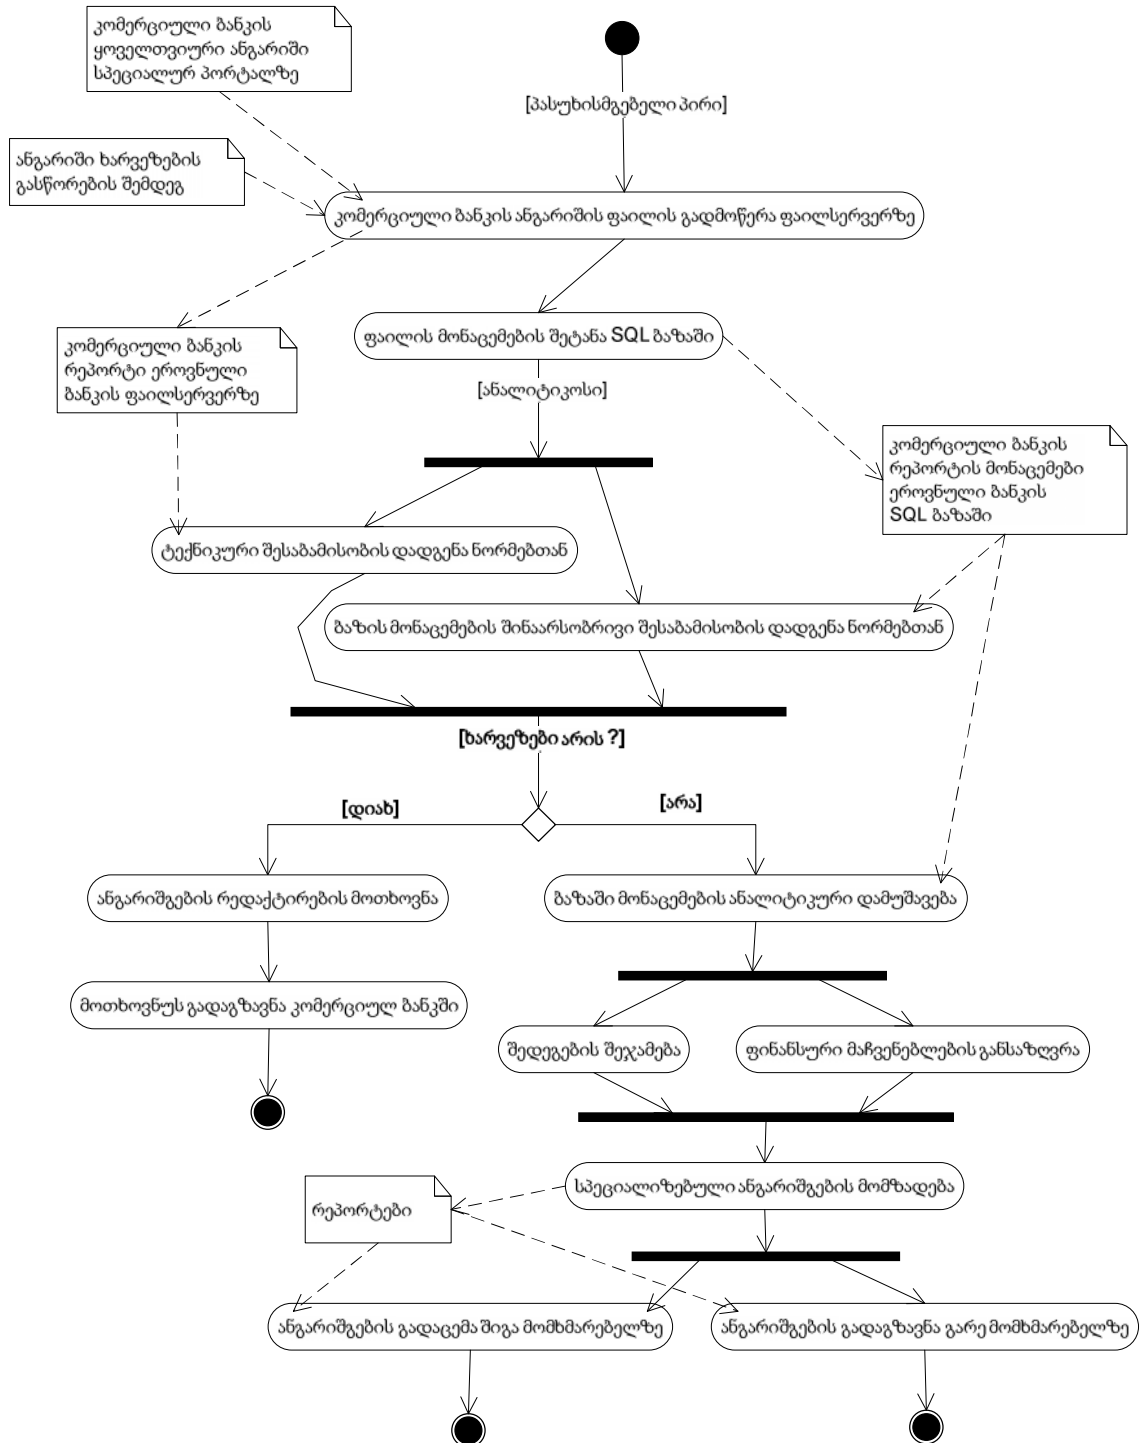 კომერციული ბანკის
ყოველთვიური ანგარიში
სპეციალურ პორტალზე
[პასუხისმგებელი პირი]
ანგარიში ხარვეზების
გასწორების შემდეგ
კომერციული ბანკის ანგარიშის ფაილის გადმოწერა ფაილსერვერზე
ფაილის მონაცემების შეტანა SQL ბაზაში
კომერციული ბანკის
რეპორტი ეროვნული
ბანკის ფაილსერვერზე
[ანალიტიკოსი]
კომერციული ბანკის
რეპორტის მონაცემები
ეროვნული ბანკის
SQL ბაზაში
ტექნიკური შესაბამისობის დადგენა ნორმებთან
ბაზის მონაცემების შინაარსობრივი შესაბამისობის დადგენა ნორმებთან
[ხარვეზები არის ?]
[დიახ]
[არა]
ანგარიშგების რედაქტირების მოთხოვნა
ბაზაში მონაცემების ანალიტიკური დამუშავება
მოთხოვნუს გადაგზავნა კომერციულ ბანკში
შედეგების შეჯამება
ფინანსური მაჩვენებლების განსაზღვრა
სპეციალიზებული ანგარიშგების მომზადება
რეპორტები
ანგარიშგების გადაცემა შიგა მომხმარებელზე
ანგარიშგების გადაგზავნა გარე მომხმარებელზე